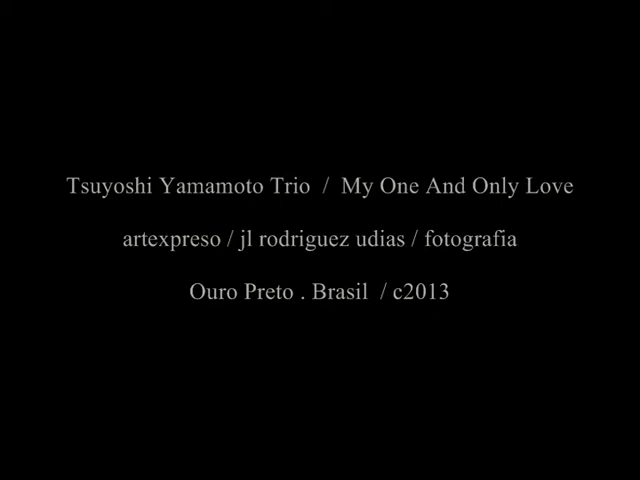 Tsuyoshi Yamamoto Trio / My One And Only Love
artexpreso / jl rodriguez udias / fotografia
Ouro Preto . Brasil / c2013